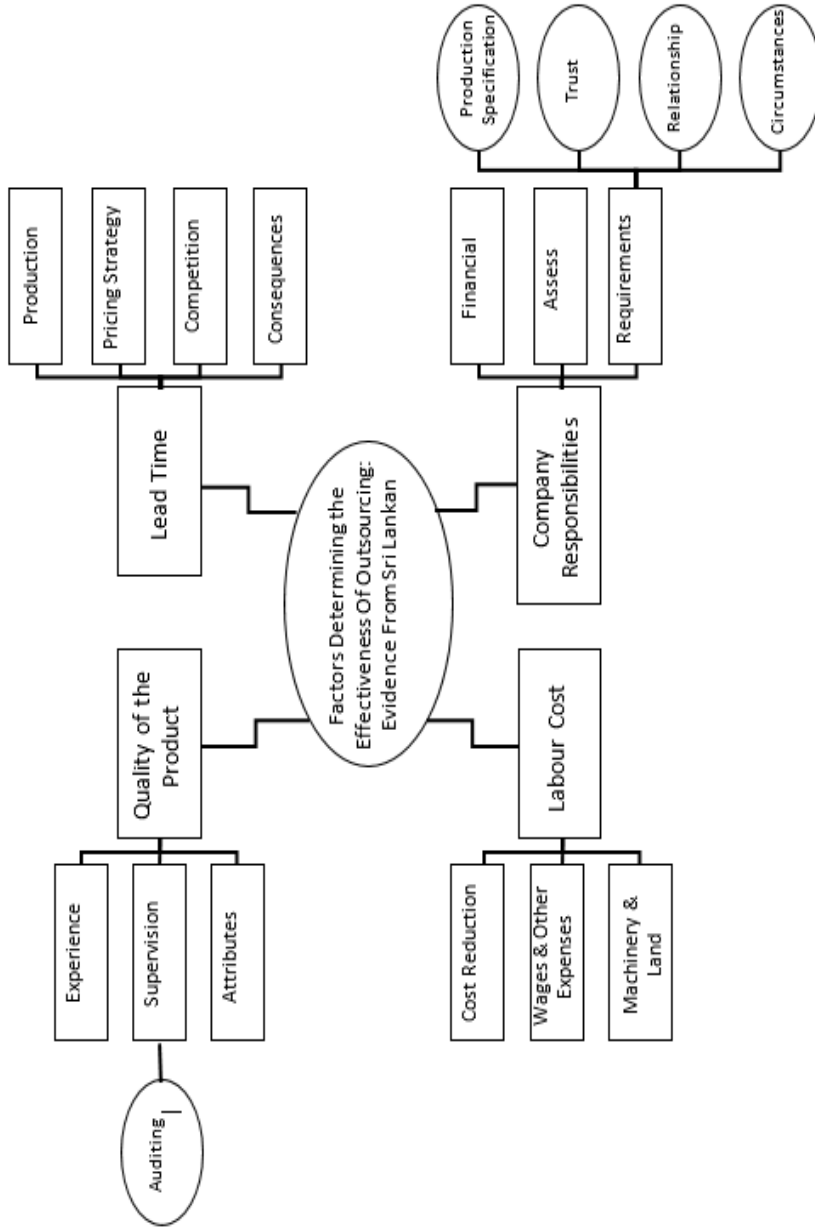 Auditing
Experience
Supervision
Attributes
Quality of the
Product
Lead Time
Production
Pricing Strategy
Competition
Consequences
Factors Determining the
Effectiveness Of Outsourcing:
Evidence From Sri Lankan
Cost Reduction
Wages & Other
Expenses
Machinery &
Land
Labour Cost
Company
Responsibilities
Financial
Assess
Requirements
Production
Specification
Trust
Relationship
Circumstances